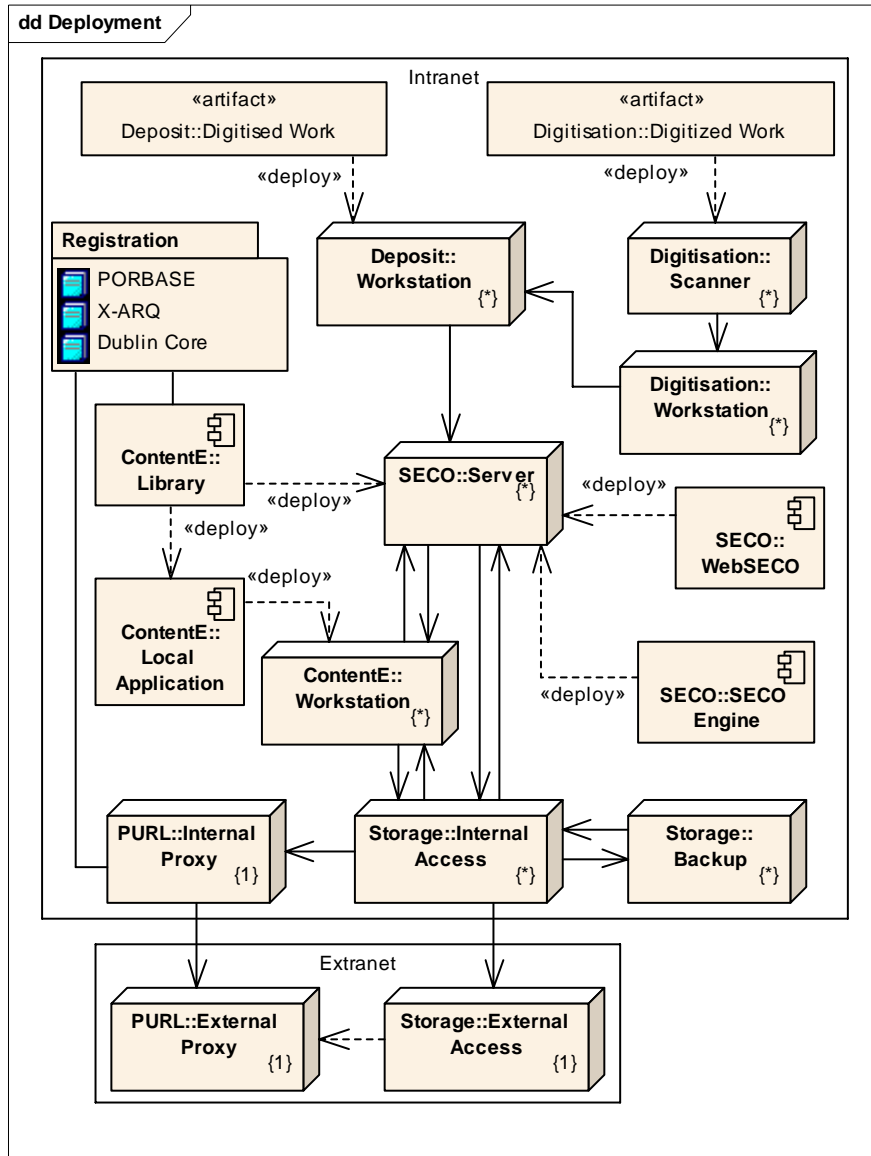 dd Deployment
Intranet
«artifact»
Deposit::Digitised Work
«artifact»
Digitisation::Digitized Work
«deploy»
«deploy»
Registration
PORBASE
X-ARQ
Dublin Core
Deposit::
Workstation
{*}
Digitisation::
Scanner
{*}
Digitisation::
Workstation
{*}
ContentE::
Library
SECO::Server
{*}
«deploy»
«deploy»
«deploy»
SECO::
WebSECO
ContentE::
Local
Application
«deploy»
ContentE::
Workstation
{*}
«deploy»
SECO::SECO
Engine
PURL::Internal
Proxy
{1}
Storage::Internal
Access
{*}
Storage::
Backup
{*}
Extranet
PURL::External
Proxy
{1}
Storage::External
Access
{1}